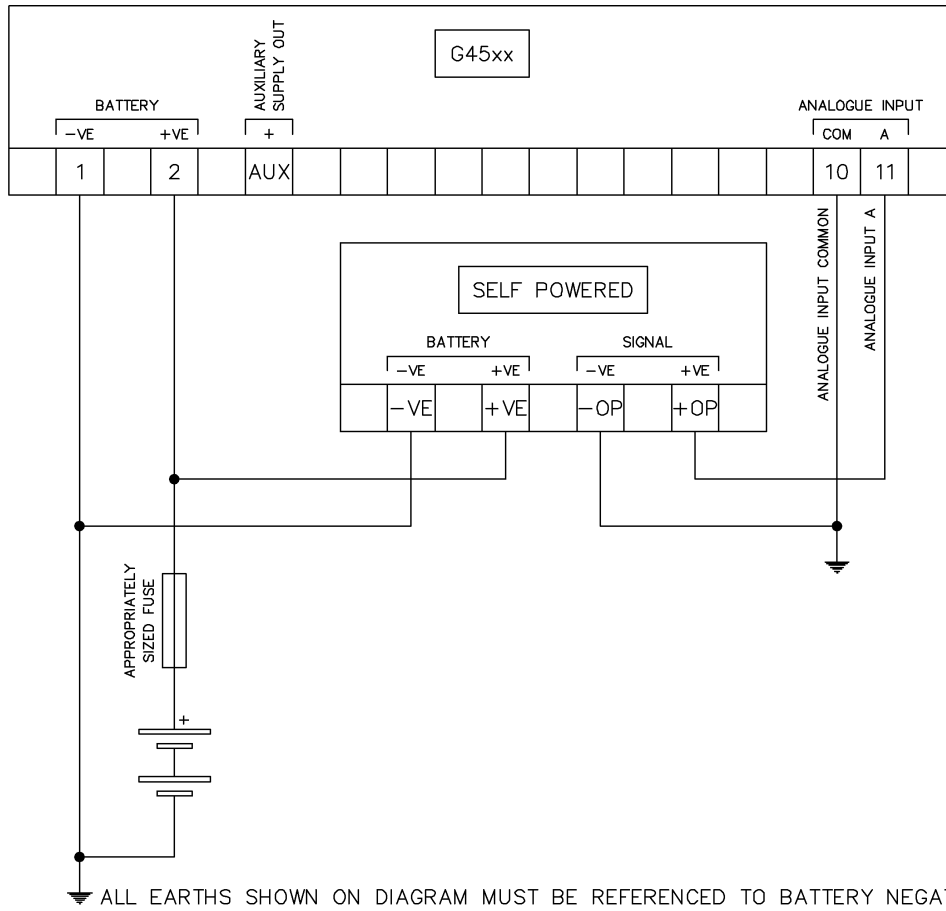 G45xx
AUXILIARY
SUPPLY OUT
BATTERY
-VE +VE
+
ANALOGUE INPUT
COM A
1 2 AUX 10 11
ANALOGUE INPUT COMMON
ANALOGUE INPUT A
SELF POWERED
BATTERY SIGNAL
-VE +VE -VE +VE
-VE +VE -OP +OP
APPROPRIATELY
SIZED FUSE
+
ALL EARTHS SHOWN ON DIAGRAM MUST BE REFERENCED TO BATTERY NEGA